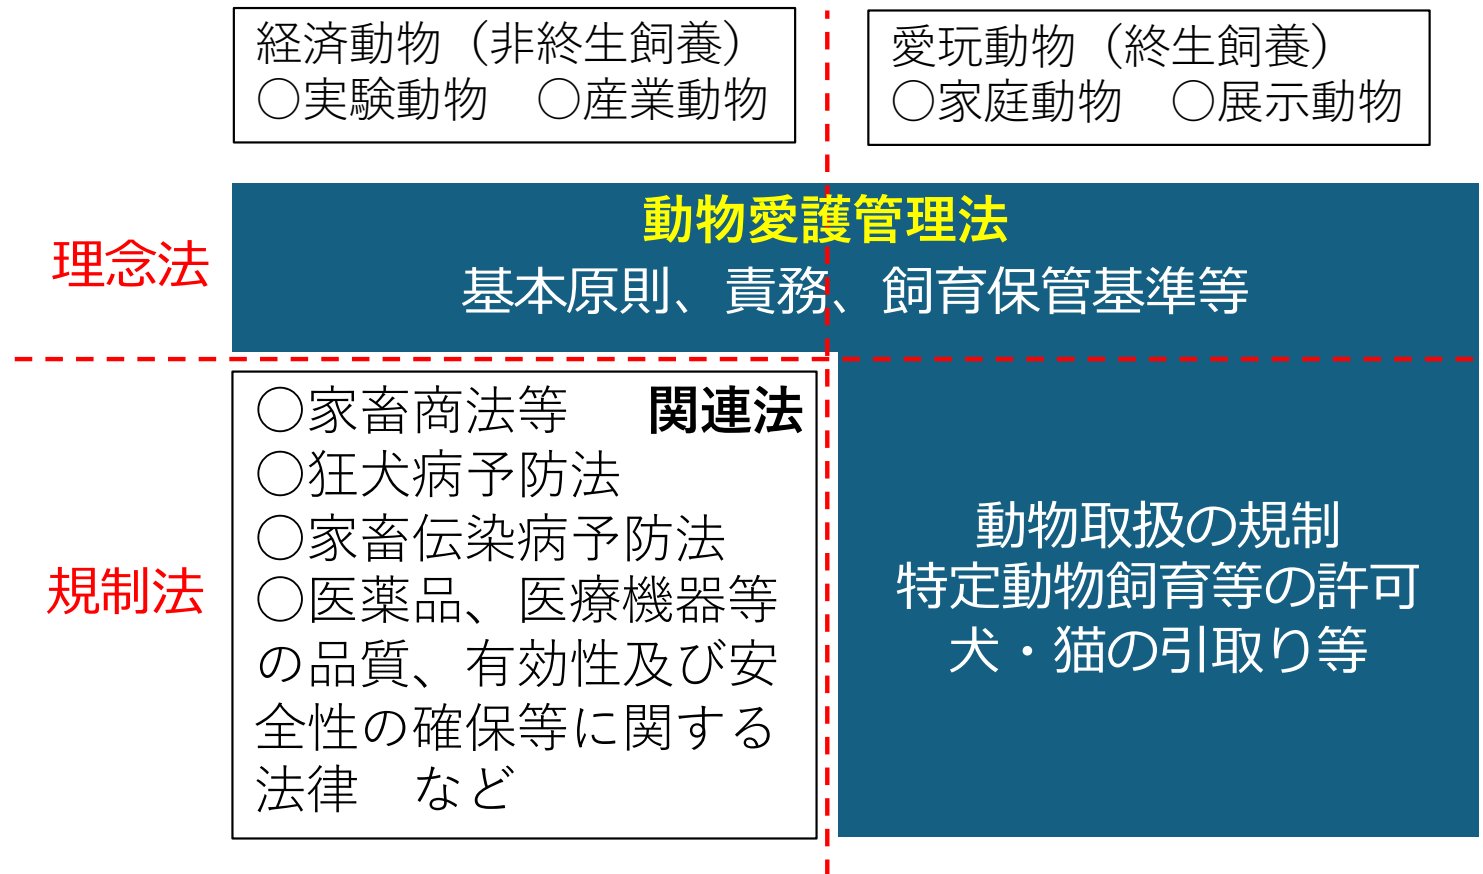 経済動物（非終生飼養）
○実験動物　○産業動物
愛玩動物（終生飼養）
○家庭動物　○展示動物
理念法
動物愛護管理法
基本原則、責務、飼育保管基準等
規制法
○家畜商法等　関連法
○狂犬病予防法
○家畜伝染病予防法
○医薬品、医療機器等
の品質、有効性及び安
全性の確保等に関する
法律　など
動物取扱の規制
特定動物飼育等の許可
犬・猫の引取り等